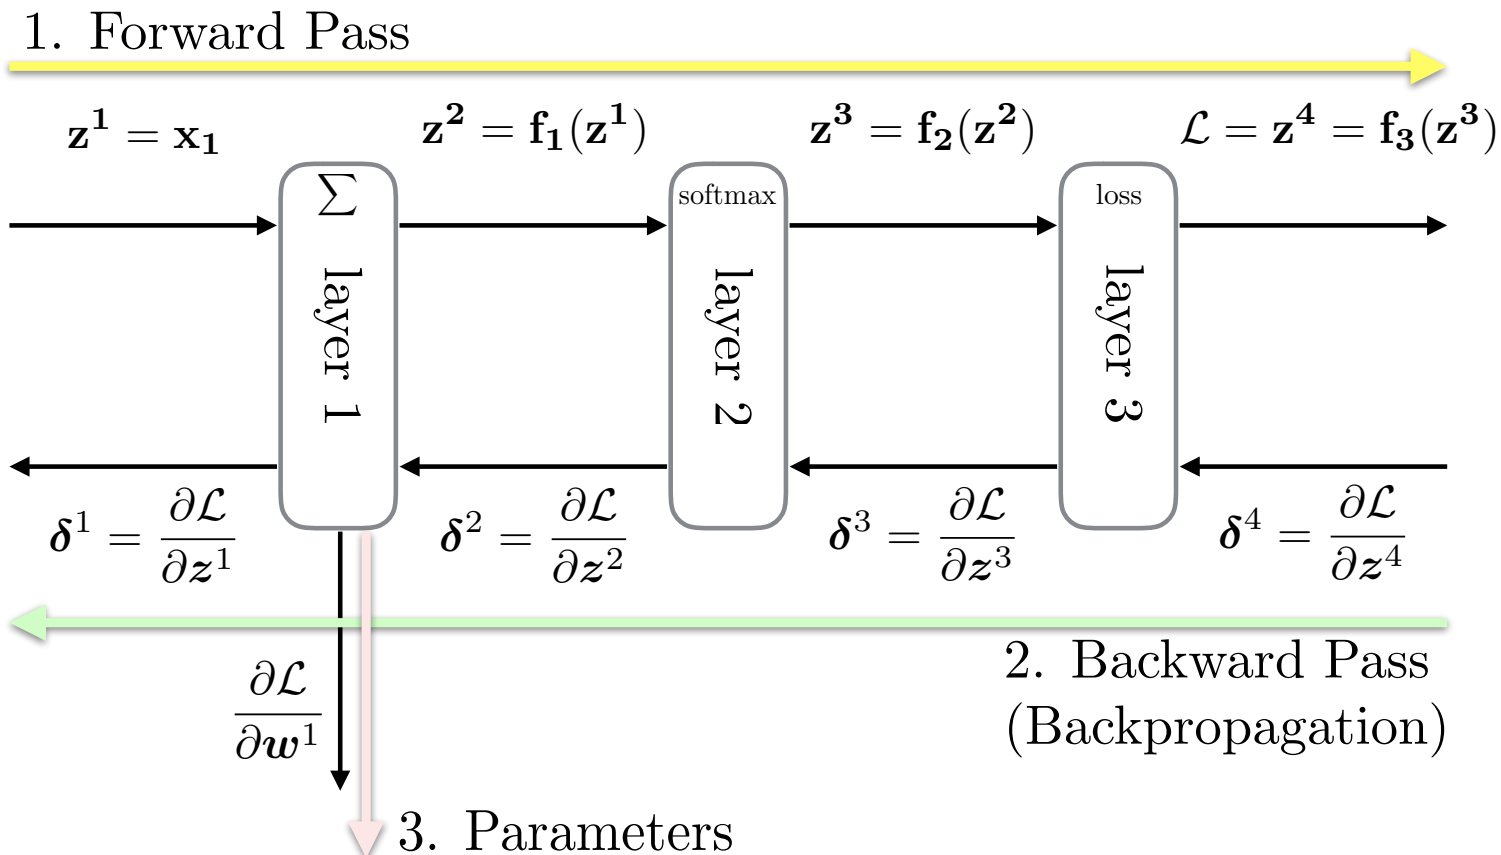 1. Forward Pass
z¹ = x₁
z² = f₁(z¹)
z³ = f₂(z²)
ℒ = z⁴ = f₃(z³)
∑
softmax
loss
layer 1
layer 2
layer 3
δ¹ = ∂ℒ/∂z¹
δ² = ∂ℒ/∂z²
δ³ = ∂ℒ/∂z³
δ⁴ = ∂ℒ/∂z⁴
2. Backward Pass
(Backpropagation)
∂ℒ/∂w¹
3. Parameters